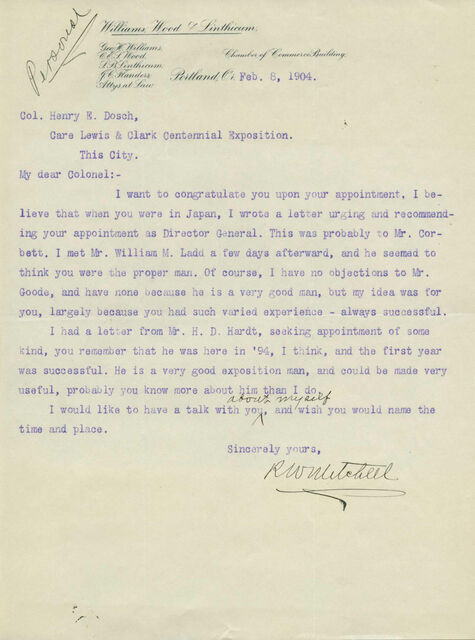 Personal
Williams, Wood & Linthicum,
Geo. H. Williams.
C. E. S. Wood.
S. B. Linthicum.
J. C. Flanders.
Attys at Law
Chamber of Commerce Building.
Portland, Or. Feb. 8, 1904.
Col. Henry E. Dosch,
Care Lewis & Clark Centennial Exposition.
This City.
My dear Colonel:-
I want to congratulate you upon your appointment. I be-
lieve that when you were in Japan, I wrote a letter urging and recommend-
ing your appointment as Director General. This was probably to Mr. Cor-
bett. I met Mr. William M. Ladd a few days afterward, and he seemed to
think you were the proper man. Of course, I have no objections to Mr.
Goode, and have none because he is a very good man, but my idea was for
you, largely because you had such varied experience - always successful.
I had a letter from Mr. H. D. Hardt, seeking appointment of some
kind, you remember that he was here in '94, I think, and the first year
was successful. He is a very good exposition man, and could be made very
useful, probably you know more about him than I do.
about myself
I would like to have a talk with you, and wish you would name the
time and place.
Sincerely yours,
R W Mitchell